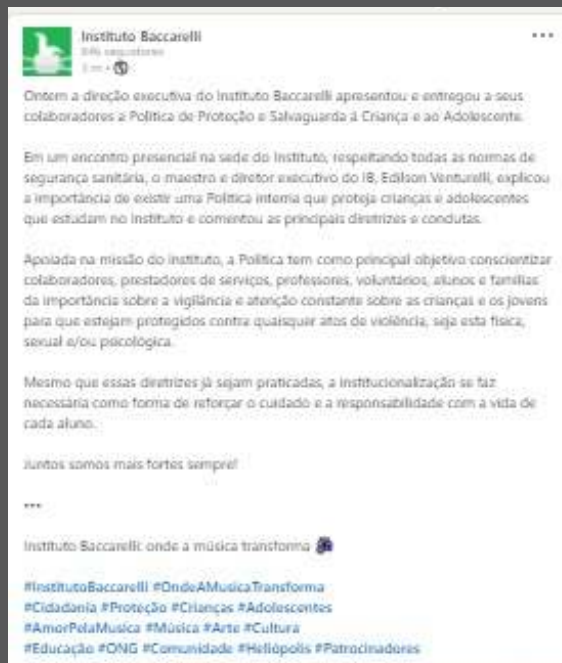 Instituto Baccarelli
seguidores
Ontem a direção executiva do Instituto Baccarelli apresentou e entregou a seus
colaboradores a Política de Proteção e Salvaguarda à Criança e ao Adolescente.
Em um encontro presencial na sede do Instituto, respeitando todas as normas de
segurança sanitária, o maestro e diretor executivo do IB, Edilson Venturelli, explicou
a importância de existir uma Política interna que proteja crianças e adolescentes
que estudam no Instituto e comentou as principais diretrizes e condutas.
Apoiada na missão do Instituto, a Política tem como principal objetivo conscientizar
colaboradores, prestadores de serviços, professores, voluntários, alunos e famílias
da importância sobre a vigilância e atenção constante sobre as crianças e os jovens
para que estejam protegidos contra quaisquer atos de violência, seja esta física,
sexual e/ou psicológica.
Mesmo que essas diretrizes já sejam praticadas, a institucionalização se faz
necessária como forma de reforçar o cuidado e a responsabilidade com a vida de
cada aluno.
Juntos somos mais fortes sempre!
***
Instituto Baccarelli: onde a música transforma
#InstitutoBaccarelli #OndeAMusicaTransforma
#Cidadania #Proteção #Crianças #Adolescentes
#AmorPelaMusica #Música #Arte #Cultura
#Educação #ONG #Comunidade #Heliópolis #Patrocinadores